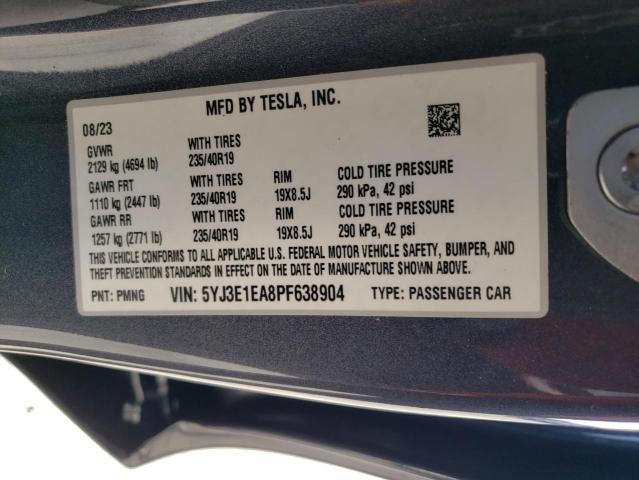 MFD BY TESLA, INC.
08/23
GVWR WITH TIRES
2129 kg (4694 lb) 235/40R19
GAWR FRT WITH TIRES RIM COLD TIRE PRESSURE
1110 kg (2447 lb) 235/40R19 19X8.5J 290 kPa, 42 psi
GAWR RR WITH TIRES RIM COLD TIRE PRESSURE
1257 kg (2771 lb) 235/40R19 19X8.5J 290 kPa, 42 psi
THIS VEHICLE CONFORMS TO ALL APPLICABLE U.S. FEDERAL MOTOR VEHICLE SAFETY, BUMPER, AND
THEFT PREVENTION STANDARDS IN EFFECT ON THE DATE OF MANUFACTURE SHOWN ABOVE.
PNT: PMNG VIN: 5YJ3E1EA8PF638904 TYPE: PASSENGER CAR